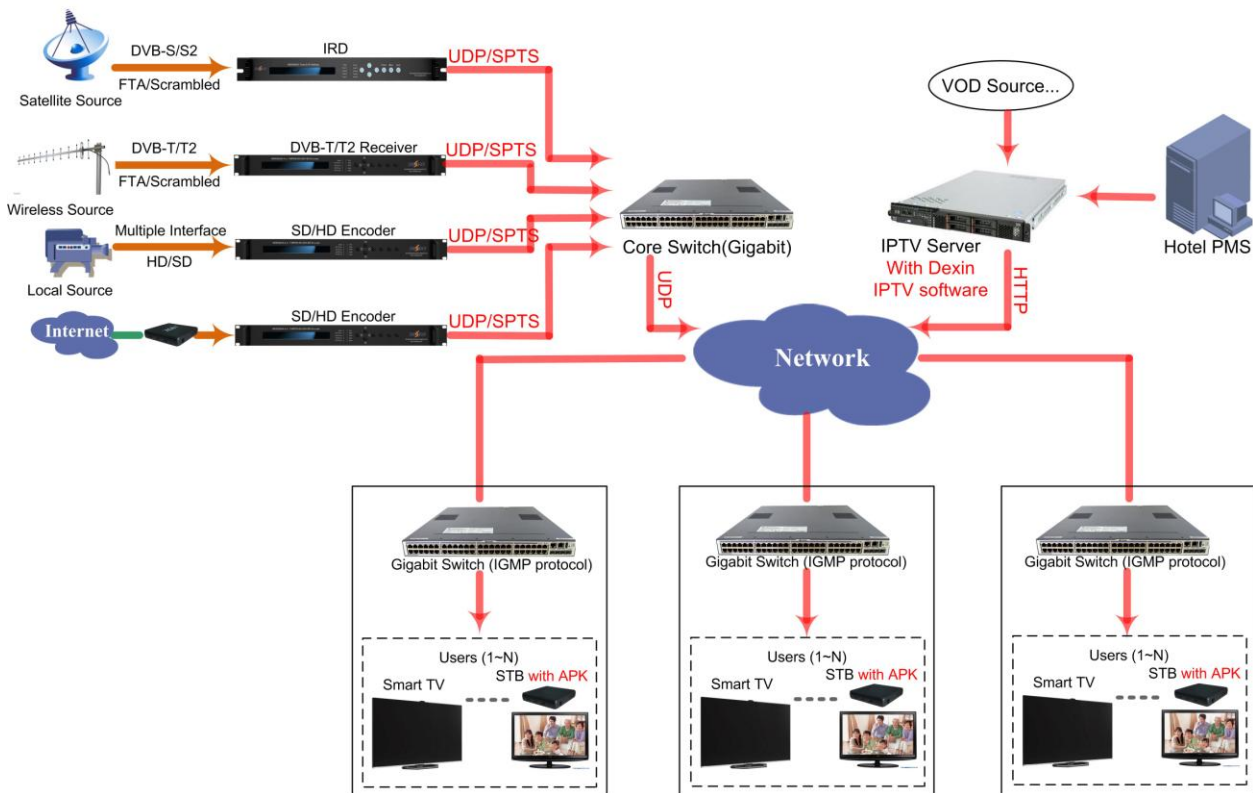 DVB-S/S2
IRD
UDP/SPTS
FTA/Scrambled
Satellite Source
VOD Source...
DVB-T/T2
DVB-T/T2 Receiver
UDP/SPTS
FTA/Scrambled
Wireless Source
Multiple Interface
SD/HD Encoder
UDP/SPTS
HD/SD
Local Source
Core Switch(Gigabit)
IPTV Server
With Dexin
IPTV software
Hotel PMS
UDP
HTTP
Internet
SD/HD Encoder
UDP/SPTS
Network
Gigabit Switch (IGMP protocol)
Users (1~N)
Smart TV
STB with APK
Gigabit Switch (IGMP protocol)
Users (1~N)
Smart TV
STB with APK
Gigabit Switch (IGMP protocol)
Users (1~N)
Smart TV
STB with APK